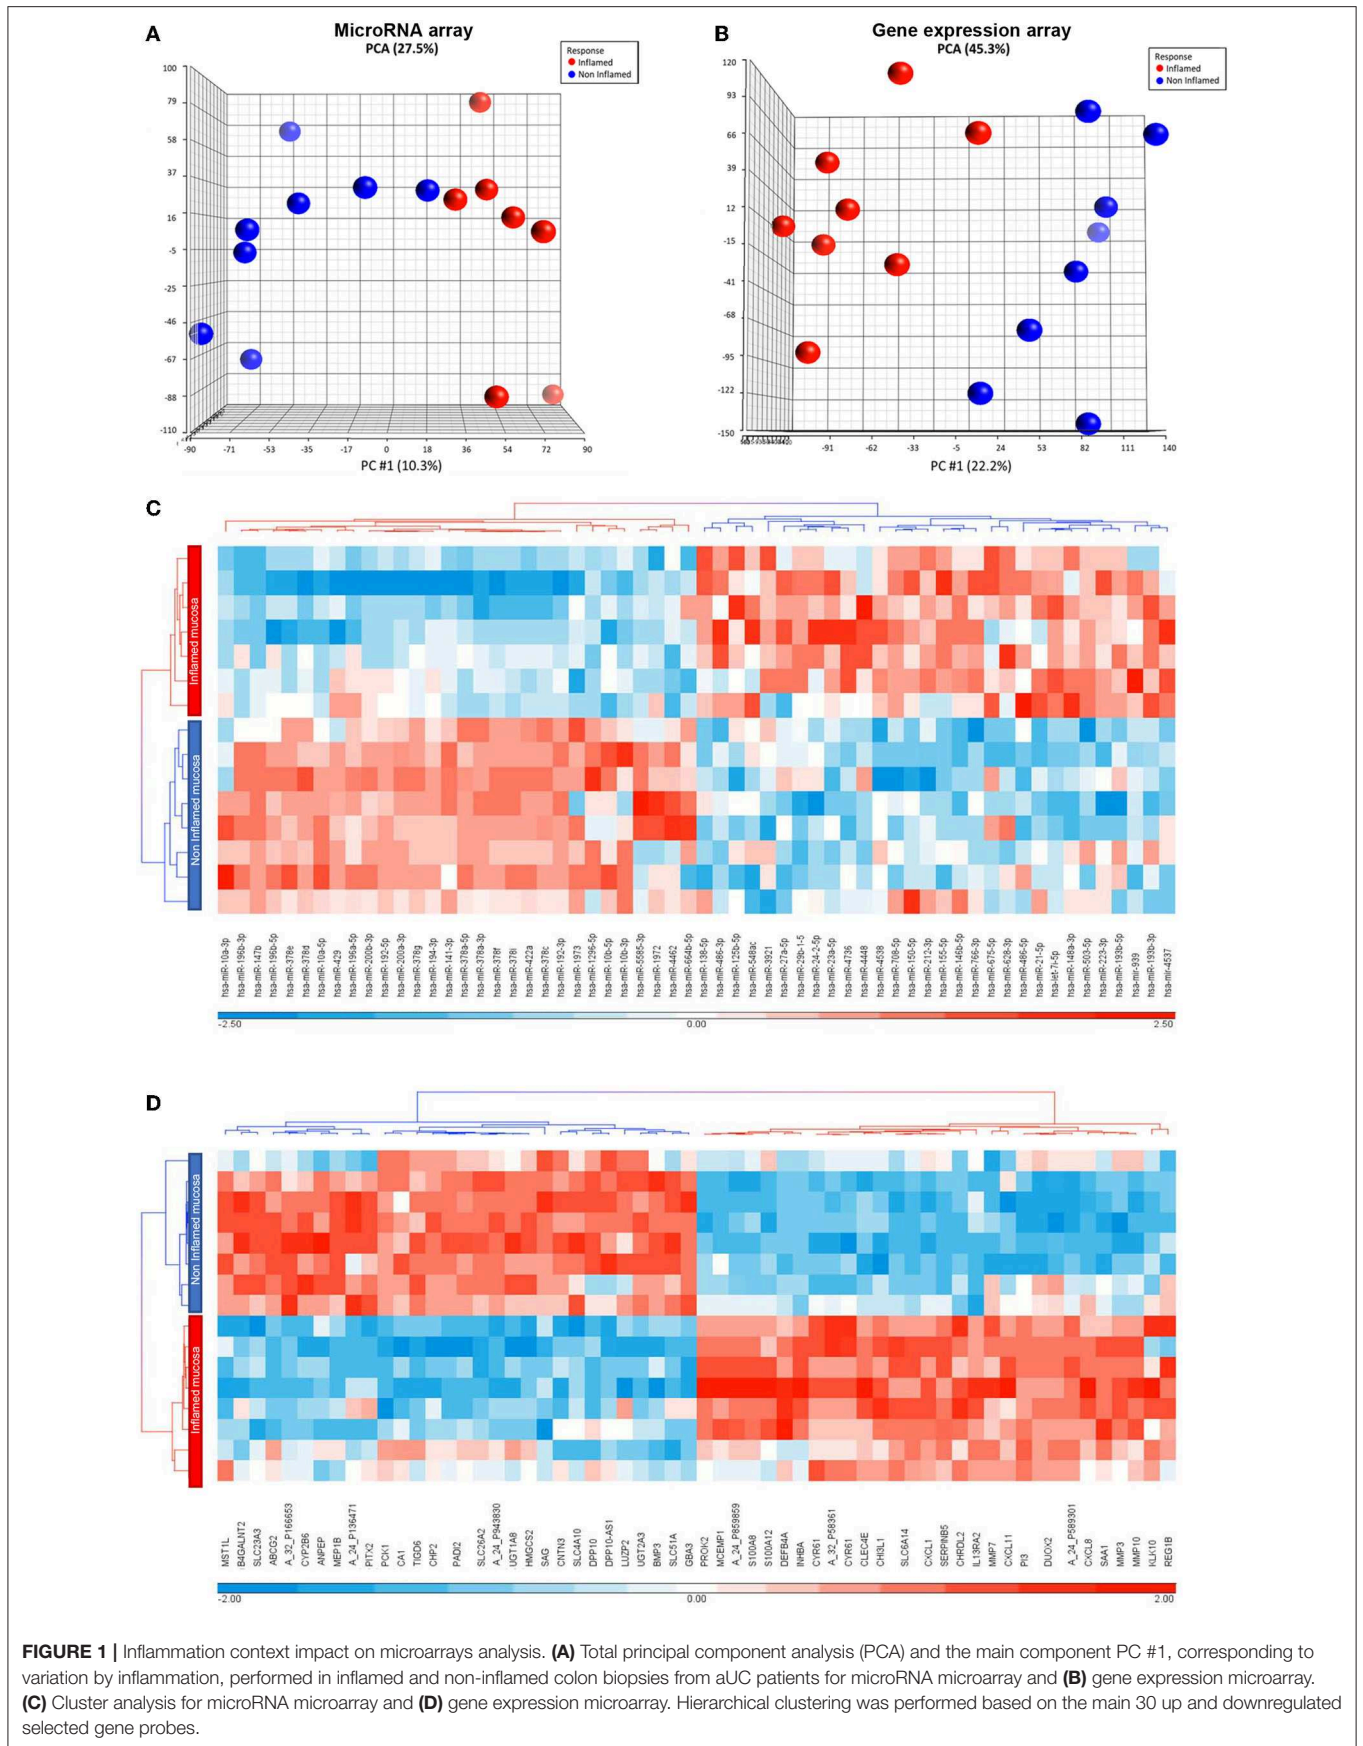 A
MicroRNA array
PCA (27.5%)
Response
Inflamed
Non Inflamed
100
79
58
37
16
-5
-25
-46
-67
-88
-110
-90 -71 -53 -35 -17 0 18 36 54 72 90
PC #1 (10.3%)
B
Gene expression array
PCA (45.3%)
Response
Inflamed
Non Inflamed
120
93
66
39
12
-15
-41
-68
-95
-122
-150
-91 -62 -33 -5 24 53 82 111 140
PC #1 (22.2%)
C
Inflamed mucosa
Non Inflamed mucosa
hsa-miR-10a-3p
hsa-miR-196b-3p
hsa-miR-147b
hsa-miR-196b-5p
hsa-miR-378e
hsa-miR-378d
hsa-miR-10a-5p
hsa-miR-429
hsa-miR-196a-5p
hsa-miR-200b-3p
hsa-miR-192-5p
hsa-miR-200a-3p
hsa-miR-378g
hsa-miR-194-3p
hsa-miR-141-3p
hsa-miR-378a-5p
hsa-miR-378a-3p
hsa-miR-378f
hsa-miR-378i
hsa-miR-422a
hsa-miR-378c
hsa-miR-192-3p
hsa-miR-1973
hsa-miR-1296-5p
hsa-miR-10b-5p
hsa-miR-10b-3p
hsa-miR-5585-3p
hsa-miR-1972
hsa-miR-4462
hsa-miR-664b-5p
hsa-miR-138-5p
hsa-miR-486-3p
hsa-miR-125b-5p
hsa-miR-548ac
hsa-miR-3921
hsa-miR-27a-5p
hsa-miR-29b-1-5
hsa-miR-24-2-5p
hsa-miR-23a-5p
hsa-miR-4736
hsa-miR-4448
hsa-miR-4538
hsa-miR-708-5p
hsa-miR-150-5p
hsa-miR-212-3p
hsa-miR-155-5p
hsa-miR-146b-5p
hsa-miR-766-3p
hsa-miR-675-5p
hsa-miR-628-3p
hsa-miR-486-5p
hsa-miR-21-5p
hsa-let-7i-5p
hsa-miR-148a-3p
hsa-miR-503-5p
hsa-miR-223-3p
hsa-miR-193b-5p
hsa-mir-939
hsa-miR-193b-3p
hsa-mir-4537
-2.50 0.00 2.50
D
Non Inflamed mucosa
Inflamed mucosa
MST1L
B4GALNT2
SLC23A3
ABCG2
A_32_P166653
CYP2B6
ANPEP
MEP1B
A_24_P136471
PITX2
PCK1
CA1
TIGD6
CHP2
PADI2
SLC26A2
A_24_P943830
UGT1A8
HMGCS2
SAG
CNTN3
SLC4A10
DPP10
DPP10-AS1
LUZP2
UGT2A3
BMP3
SLC51A
GBA3
PROK2
MCEMP1
A_24_P859859
S100A8
S100A12
DEFB4A
INHBA
CYR61
A_32_P58361
CYR61
CLEC4E
CHI3L1
SLC6A14
CXCL1
SERPINB5
CHRDL2
IL13RA2
MMP7
CXCL11
PI3
DUOX2
A_24_P589301
CXCL8
SAA1
MMP3
MMP10
KLK10
REG1B
-2.00 0.00 2.00
FIGURE 1 | Inflammation context impact on microarrays analysis. (A) Total principal component analysis (PCA) and the main component PC #1, corresponding to
variation by inflammation, performed in inflamed and non-inflamed colon biopsies from aUC patients for microRNA microarray and (B) gene expression microarray.
(C) Cluster analysis for microRNA microarray and (D) gene expression microarray. Hierarchical clustering was performed based on the main 30 up and downregulated
selected gene probes.